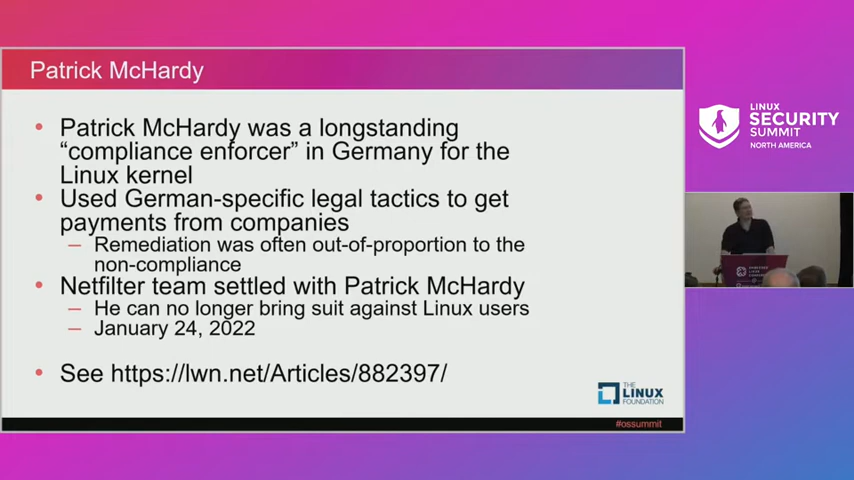 Patrick McHardy
• Patrick McHardy was a longstanding
“compliance enforcer” in Germany for the
Linux kernel
• Used German-specific legal tactics to get
payments from companies
– Remediation was often out-of-proportion to the
non-compliance
• Netfilter team settled with Patrick McHardy
– He can no longer bring suit against Linux users
– January 24, 2022
• See https://lwn.net/Articles/882397/
THE
LINUX
FOUNDATION
#ossummit
LINUX
SECURITY
SUMMIT
NORTH AMERICA